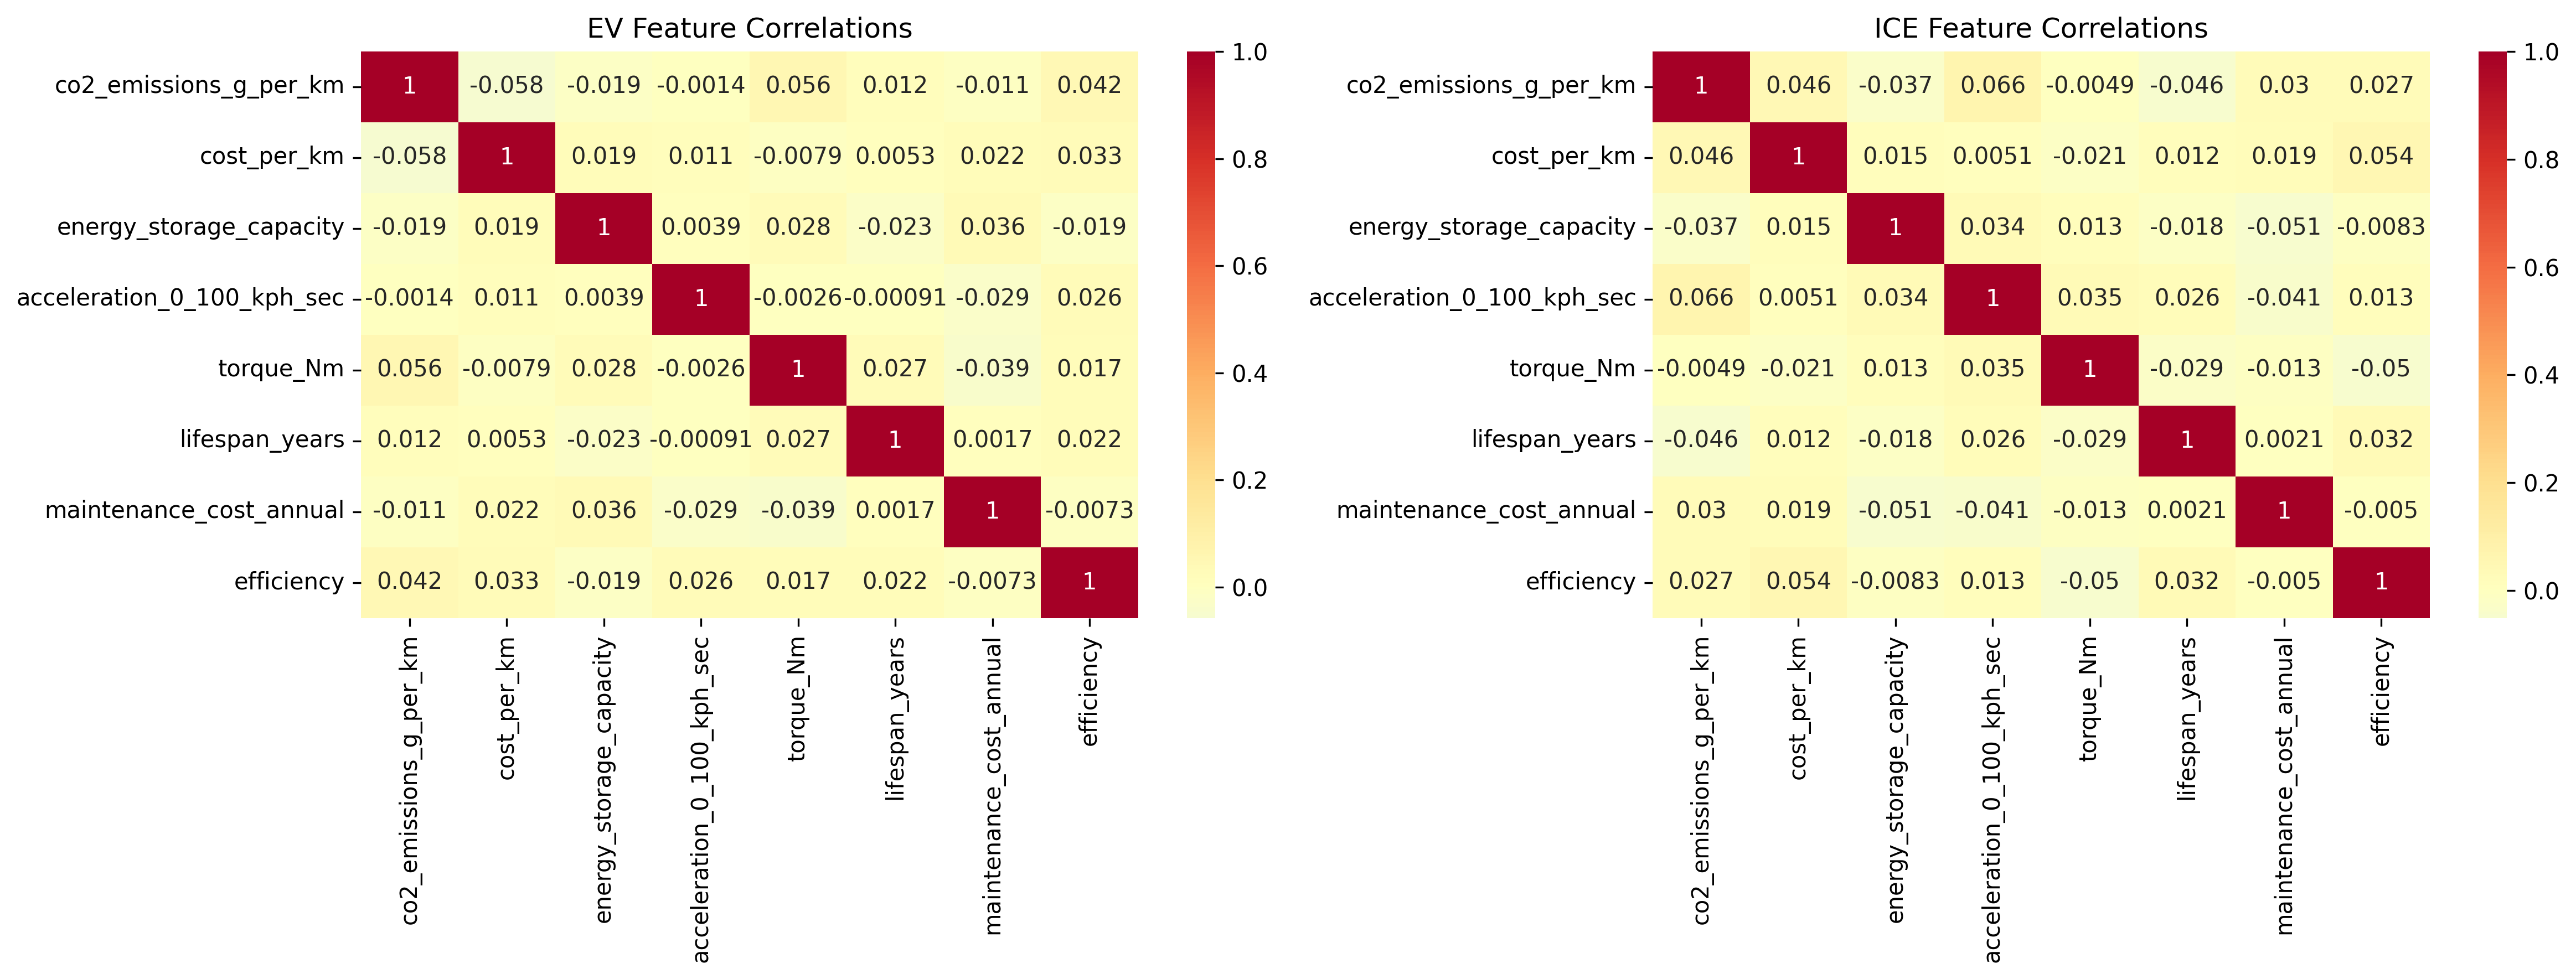 EV Feature Correlations
co2_emissions_g_per_km 1 -0.058 -0.019 -0.0014 0.056 0.012 -0.011 0.042
cost_per_km -0.058 1 0.019 0.011 -0.0079 0.0053 0.022 0.033
energy_storage_capacity -0.019 0.019 1 0.0039 0.028 -0.023 0.036 -0.019
acceleration_0_100_kph_sec -0.0014 0.011 0.0039 1 -0.0026 -0.00091 -0.029 0.026
torque_Nm 0.056 -0.0079 0.028 -0.0026 1 0.027 -0.039 0.017
lifespan_years 0.012 0.0053 -0.023 -0.00091 0.027 1 0.0017 0.022
maintenance_cost_annual -0.011 0.022 0.036 -0.029 -0.039 0.0017 1 -0.0073
efficiency 0.042 0.033 -0.019 0.026 0.017 0.022 -0.0073 1
co2_emissions_g_per_km
cost_per_km
energy_storage_capacity
acceleration_0_100_kph_sec
torque_Nm
lifespan_years
maintenance_cost_annual
efficiency
1.0
0.8
0.6
0.4
0.2
0.0
ICE Feature Correlations
co2_emissions_g_per_km 1 0.046 -0.037 0.066 -0.0049 -0.046 0.03 0.027
cost_per_km 0.046 1 0.015 0.0051 -0.021 0.012 0.019 0.054
energy_storage_capacity -0.037 0.015 1 0.034 0.013 -0.018 -0.051 -0.0083
acceleration_0_100_kph_sec 0.066 0.0051 0.034 1 0.035 0.026 -0.041 0.013
torque_Nm -0.0049 -0.021 0.013 0.035 1 -0.029 -0.013 -0.05
lifespan_years -0.046 0.012 -0.018 0.026 -0.029 1 0.0021 0.032
maintenance_cost_annual 0.03 0.019 -0.051 -0.041 -0.013 0.0021 1 -0.005
efficiency 0.027 0.054 -0.0083 0.013 -0.05 0.032 -0.005 1
co2_emissions_g_per_km
cost_per_km
energy_storage_capacity
acceleration_0_100_kph_sec
torque_Nm
lifespan_years
maintenance_cost_annual
efficiency
1.0
0.8
0.6
0.4
0.2
0.0